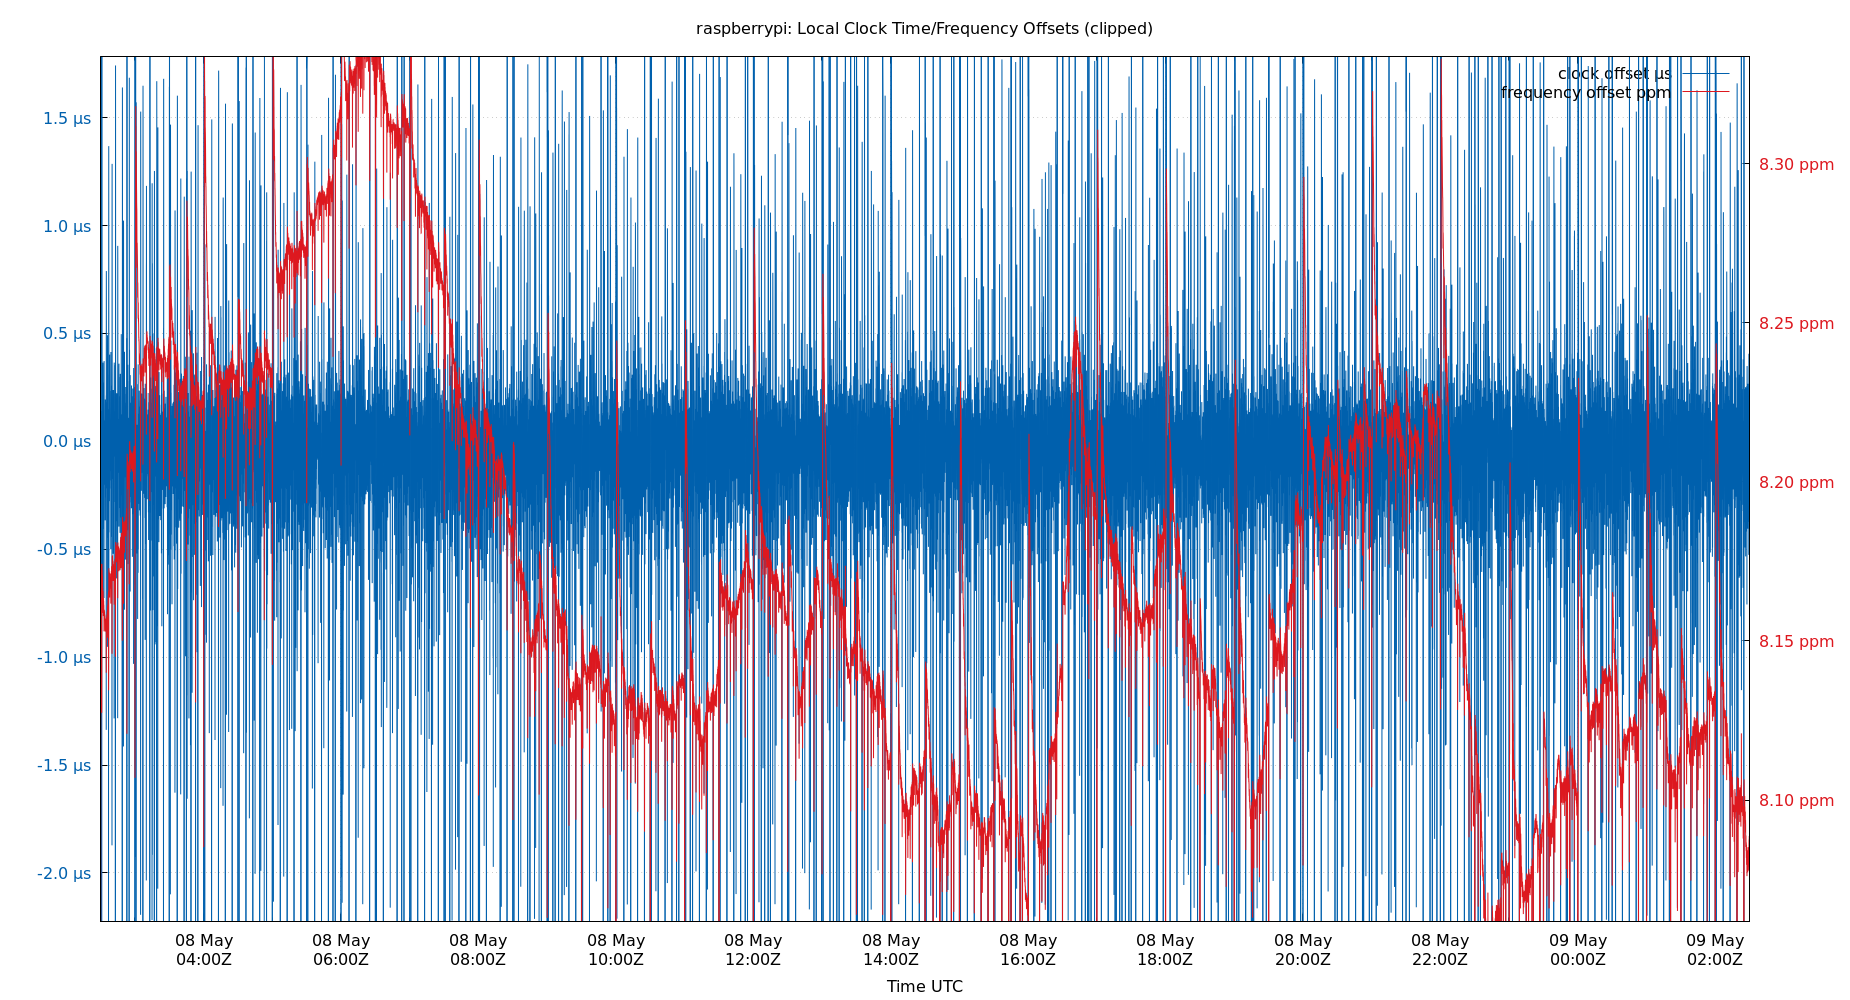 raspberrypi: Local Clock Time/Frequency Offsets (clipped)
clock offset µs
frequency offset ppm
1.5 µs
1.0 µs
0.5 µs
0.0 µs
-0.5 µs
-1.0 µs
-1.5 µs
-2.0 µs
8.30 ppm
8.25 ppm
8.20 ppm
8.15 ppm
8.10 ppm
08 May
04:00Z
08 May
06:00Z
08 May
08:00Z
08 May
10:00Z
08 May
12:00Z
08 May
14:00Z
08 May
16:00Z
08 May
18:00Z
08 May
20:00Z
08 May
22:00Z
09 May
00:00Z
09 May
02:00Z
Time UTC